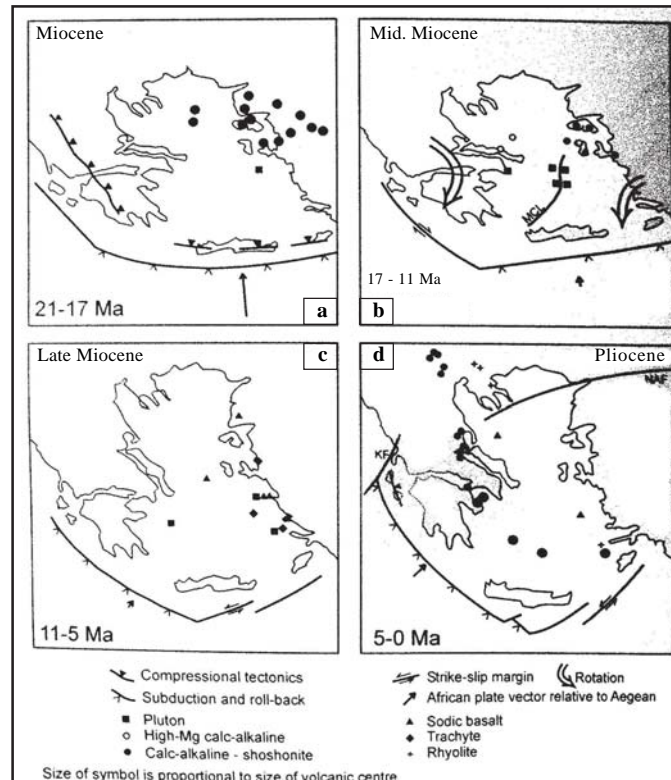 Miocene
21-17 Ma
a
Mid. Miocene
MCL
17 - 11 Ma
b
Late Miocene
c
11-5 Ma
d
Pliocene
NAF
KF
5-0 Ma
Compressional tectonics
Subduction and roll-back
Pluton
High-Mg calc-alkaline
Calc-alkaline - shoshonite
Strike-slip margin
Rotation
African plate vector relative to Aegean
Sodic basalt
Trachyte
Rhyolite
Size of symbol is proportional to size of volcanic centre